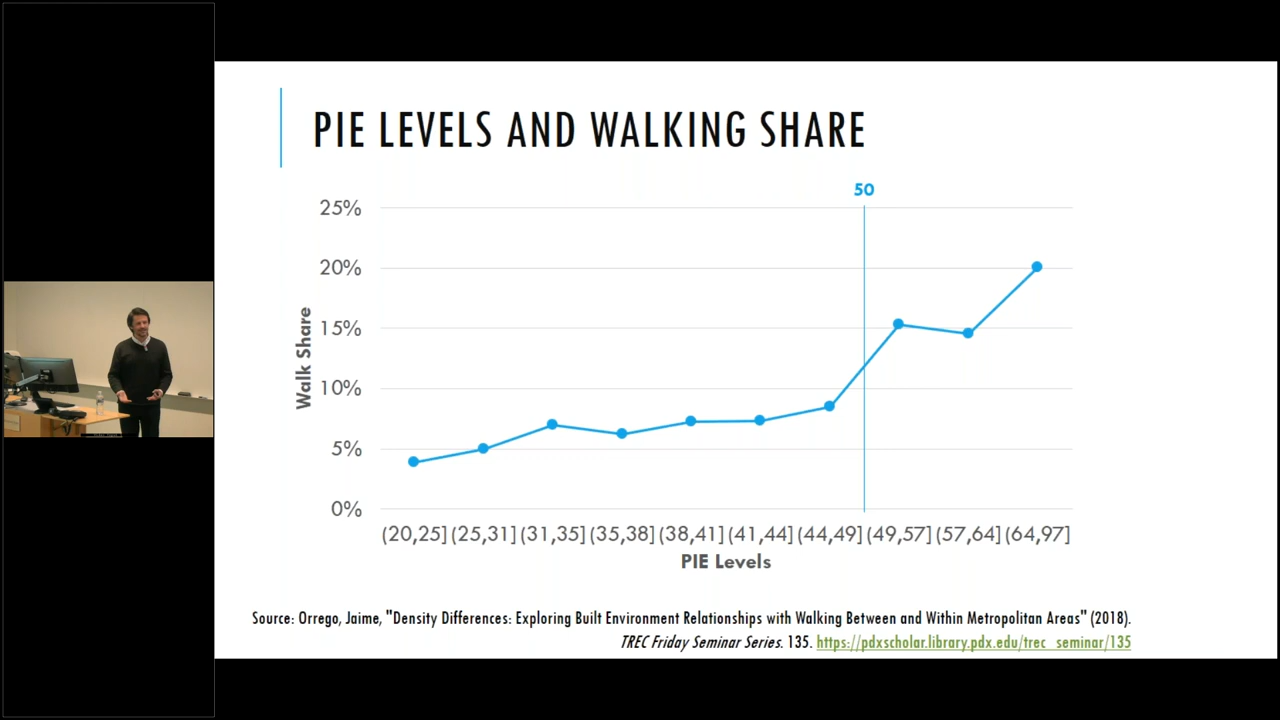 PIE LEVELS AND WALKING SHARE
50
25%
20%
15%
10%
5%
0%
Walk Share
(20,25] (25,31] (31,35] (35,38] (38,41] (41,44] (44,49] (49,57] (57,64] (64,97]
PIE Levels
Source: Orrego, Jaime, "Density Differences: Exploring Built Environment Relationships with Walking Between and Within Metropolitan Areas" (2018).
TREC Friday Seminar Series. 135. https://pdxscholar.library.pdx.edu/trec_seminar/135